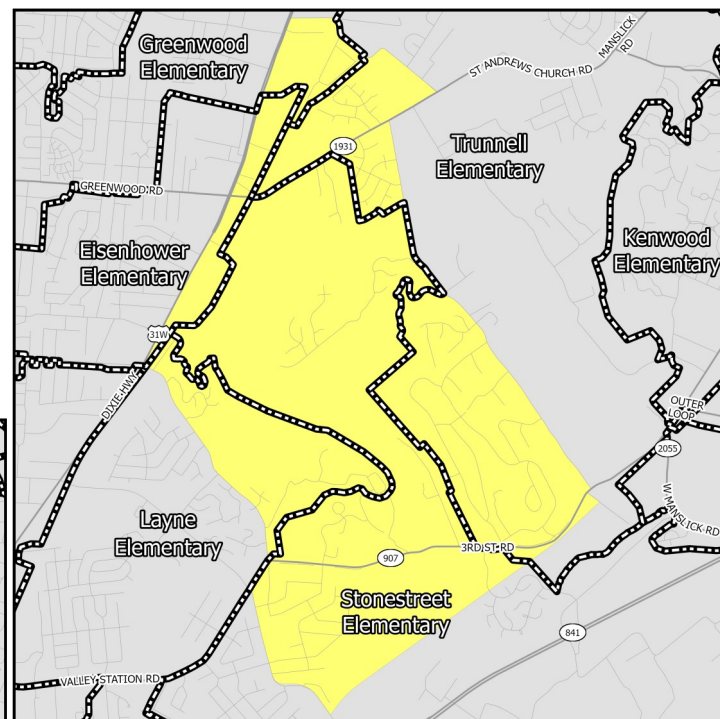 Greenwood
Elementary
MANSLICK
RD
ST ANDREWS CHURCH RD
1931
Trunnell
Elementary
GREENWOOD RD
Eisenhower
Elementary
Kenwood
Elementary
31W
DIXIE HWY
OUTER
LOOP
2055
W MANSLICK RD
Layne
Elementary
907
3RD ST RD
Stonestreet
Elementary
841
VALLEY STATION RD